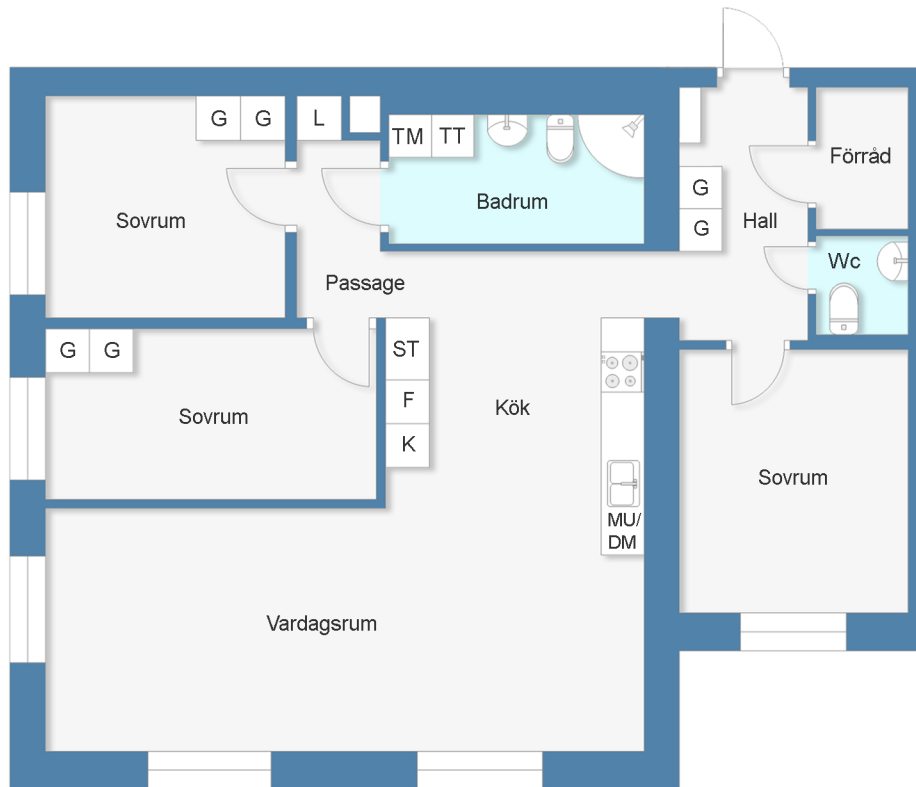 G G L
TM TT
Förråd
Badrum
G
Sovrum
Hall
G
Wc
Passage
G G
ST
F
Kök
Sovrum
K
Sovrum
MU/
DM
Vardagsrum